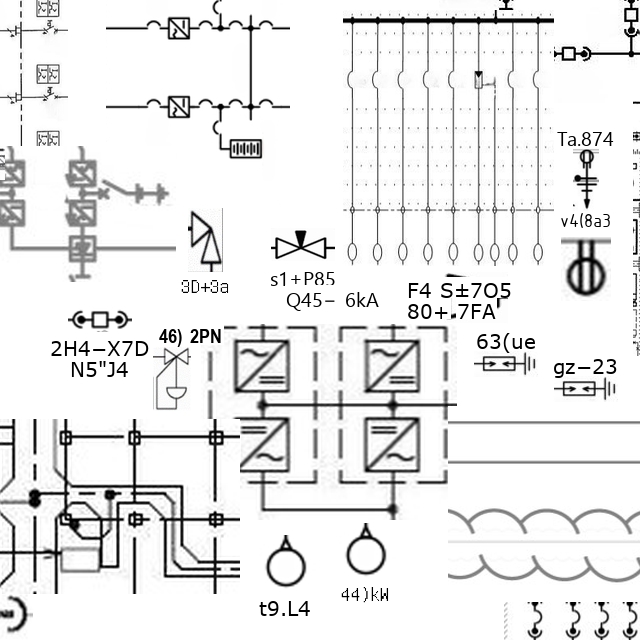 Ta.874
v4(8a3
3D+3a
s1+P85
Q45− 6kA
F4 S±7O5
80+.7FA
2H4−X7D
N5"J4
46) 2PN
63(ue
gz−23
t9.L4
44)kW